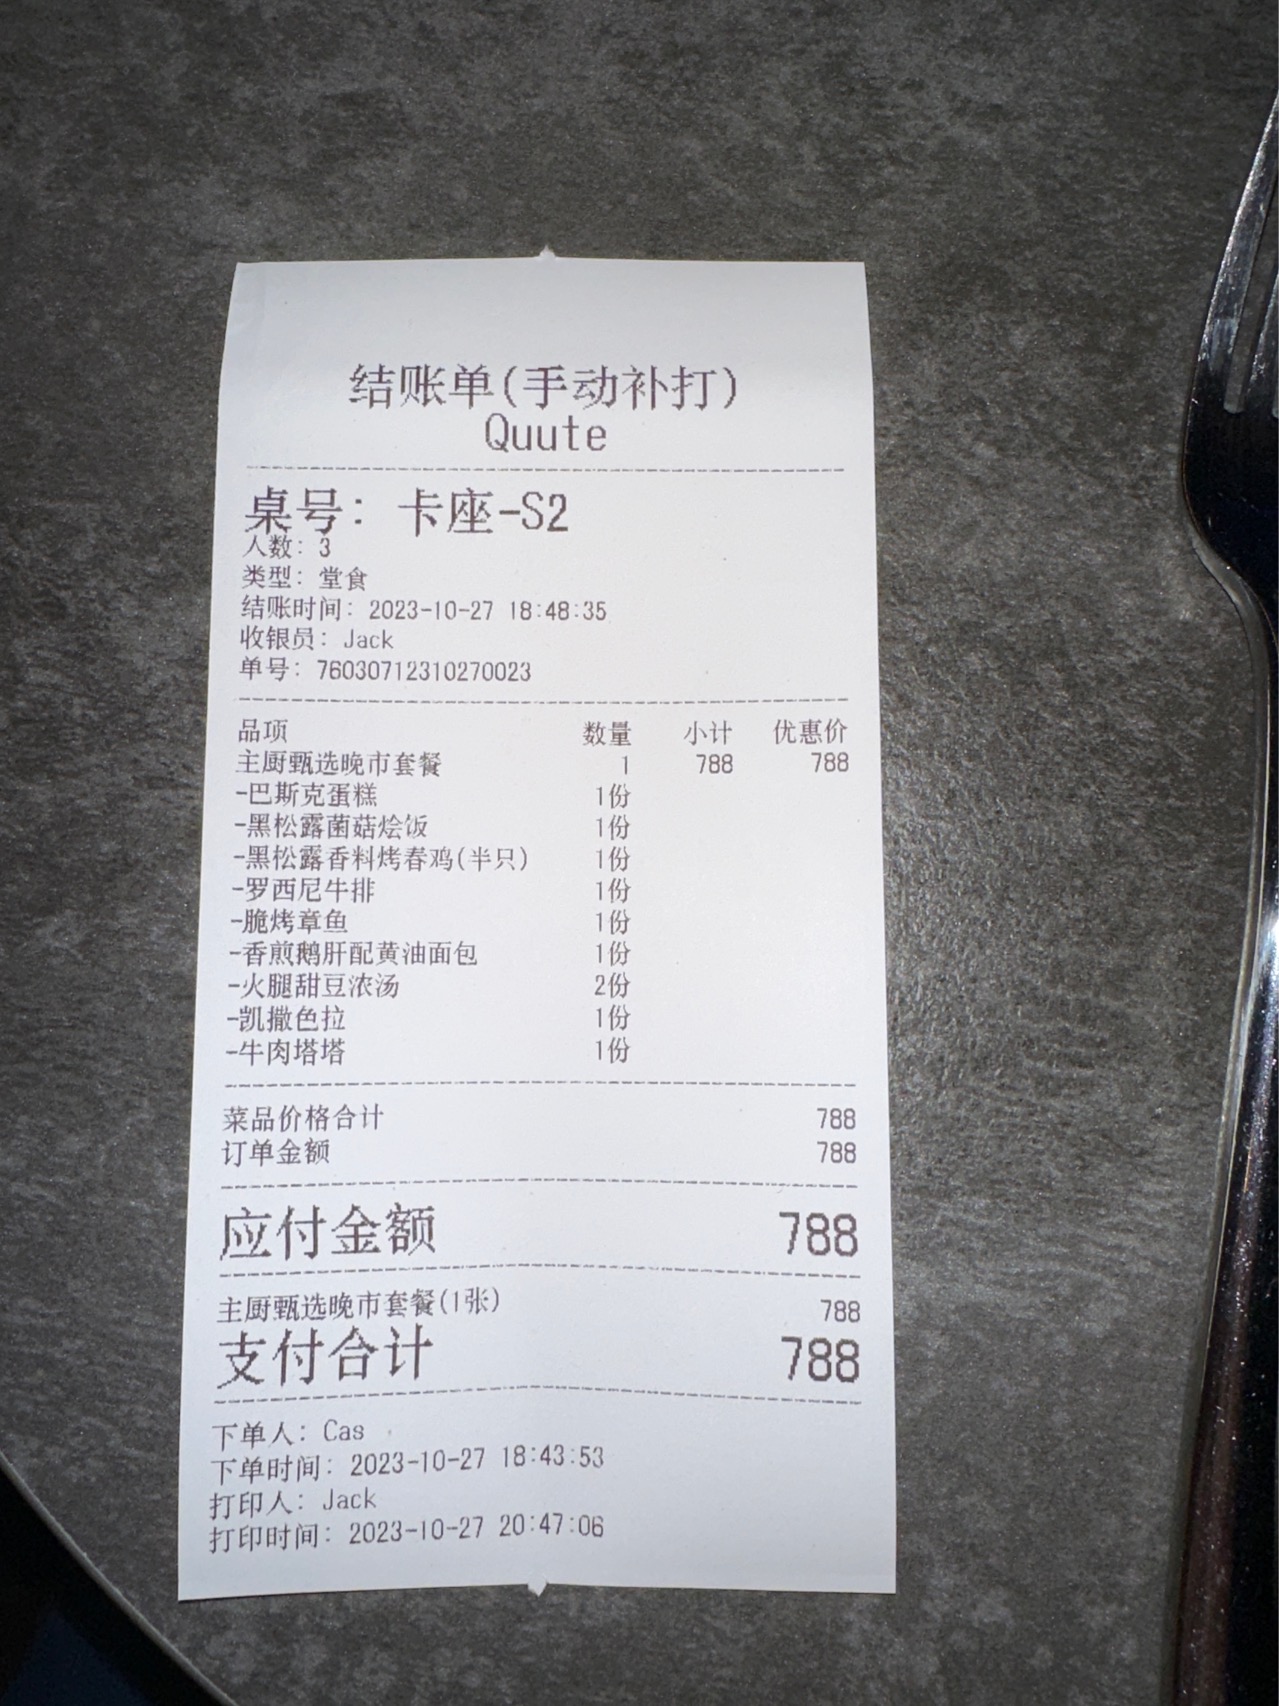 结账单(手动补打)
Quute
桌号: 卡座-S2
人数: 3
类型: 堂食
结账时间: 2023-10-27 18:48:35
收银员: Jack
单号: 76030712310270023
品项 数量 小计 优惠价
主厨甄选晚市套餐 1 788 788
-巴斯克蛋糕 1份
-黑松露菌菇烩饭 1份
-黑松露香料烤春鸡(半只) 1份
-罗西尼牛排 1份
-脆烤章鱼 1份
-香煎鹅肝配黄油面包 1份
-火腿甜豆浓汤 2份
-凯撒色拉 1份
-牛肉塔塔 1份
菜品价格合计 788
订单金额 788
应付金额 788
主厨甄选晚市套餐(1张) 788
支付合计 788
下单人: Cas
下单时间: 2023-10-27 18:43:53
打印人: Jack
打印时间: 2023-10-27 20:47:06